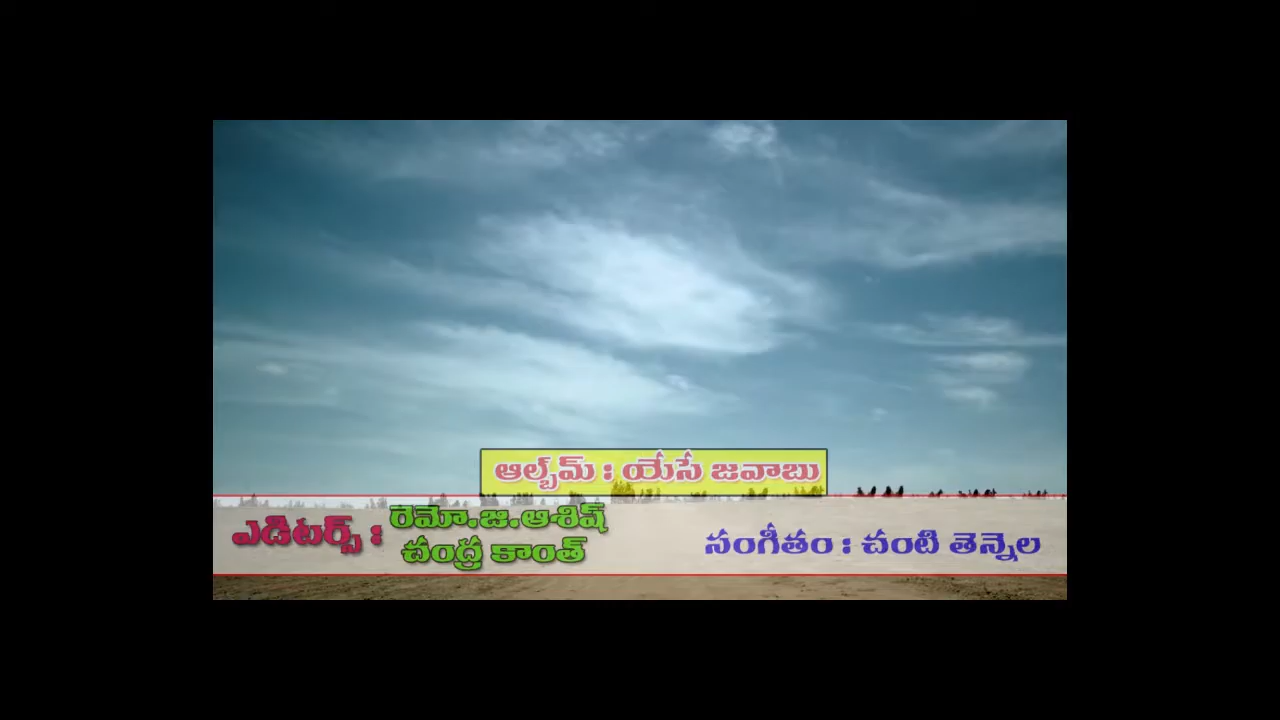 ఆల్బమ్ : యేసే జవాబు
ఎడిటర్స్ :
రెమో.జి.ఆశిష్
చంద్ర కాంత్
సంగీతం : చంటి తెన్నెల